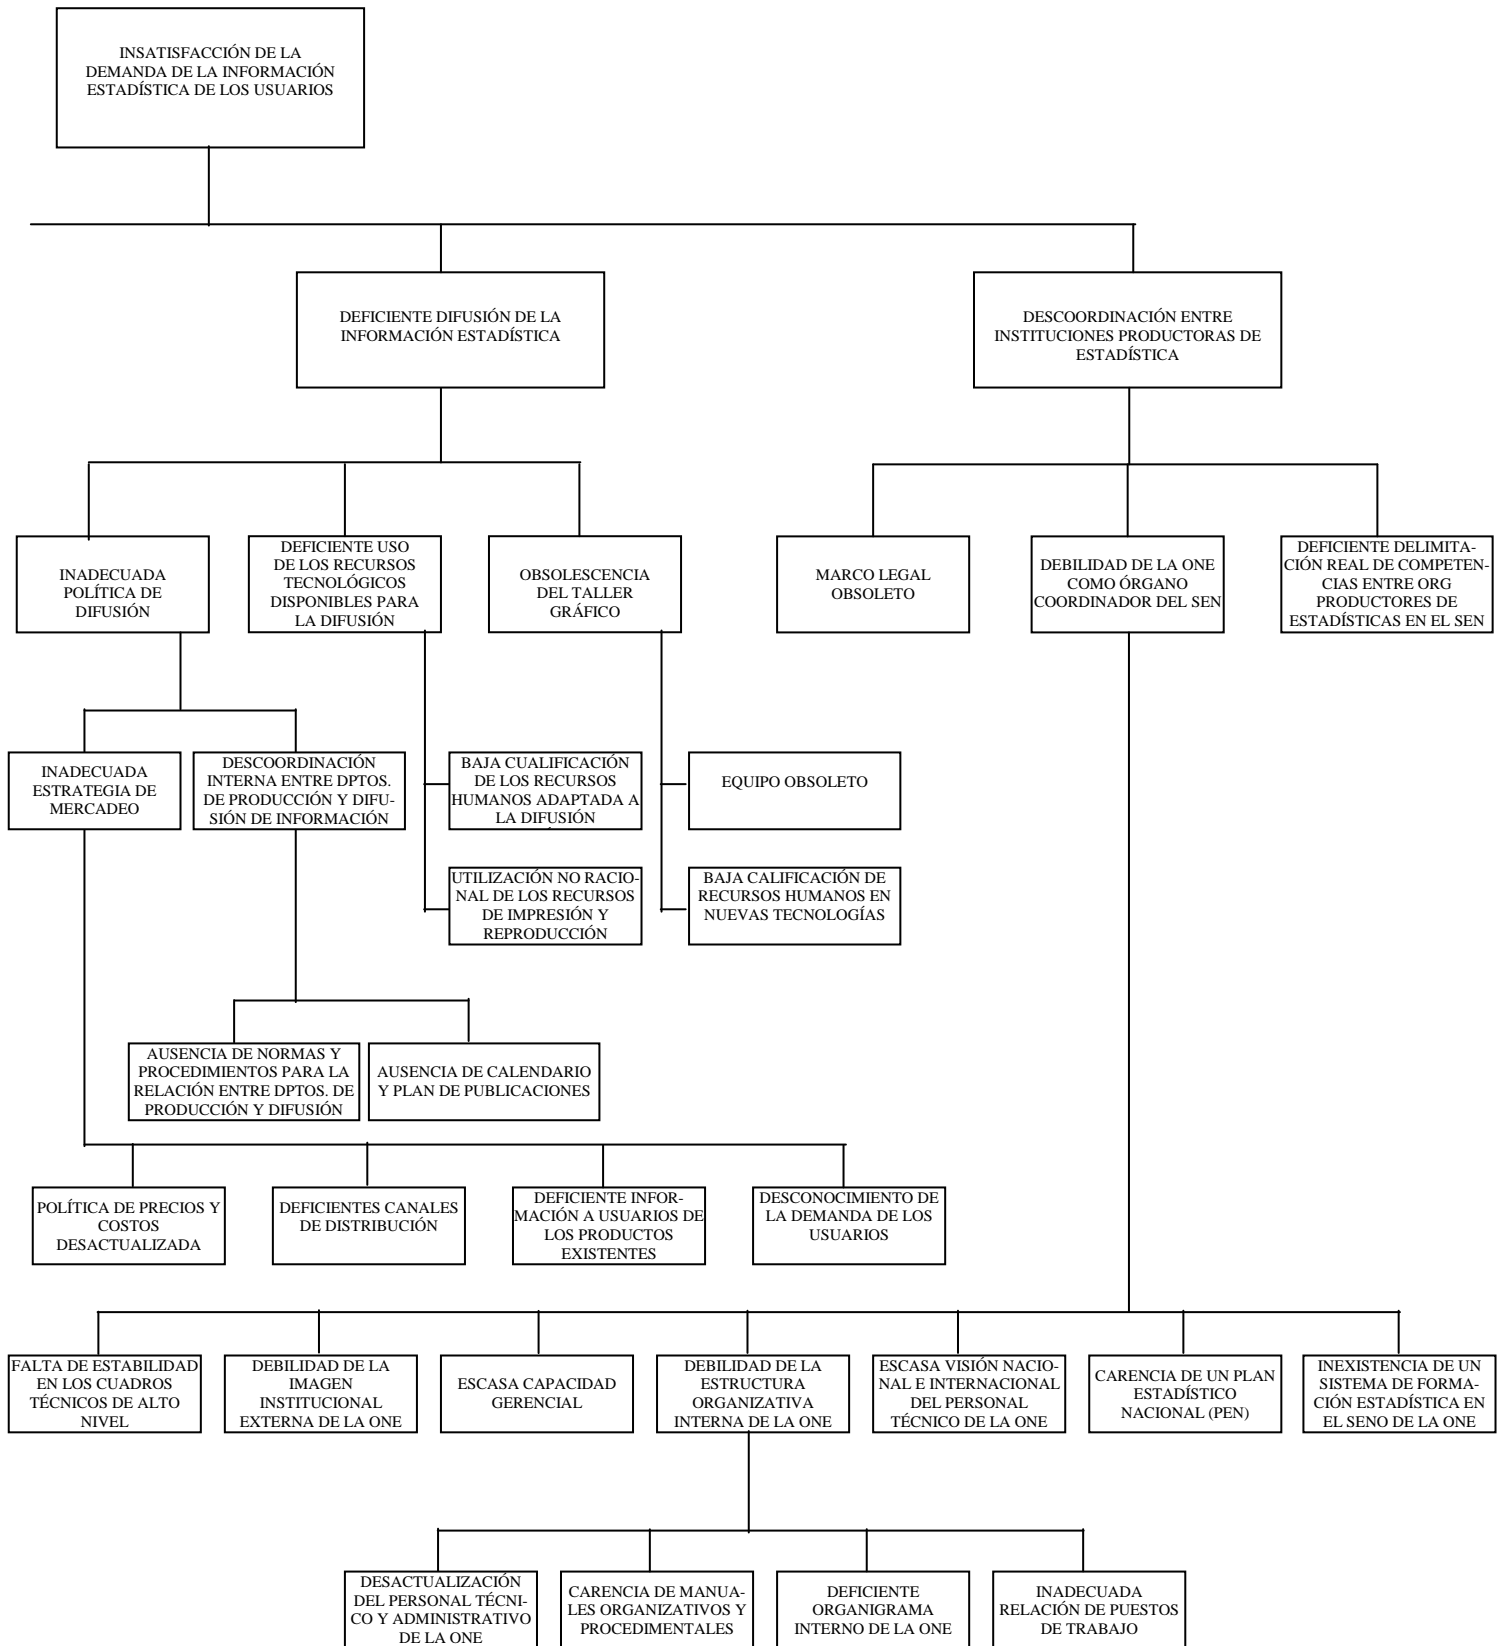 INSATISFACCIÓN DE LA
DEMANDA DE LA INFORMACIÓN
ESTADÍSTICA DE LOS USUARIOS
DEFICIENTE DIFUSIÓN DE LA
INFORMACIÓN ESTADÍSTICA
DESCOORDINACIÓN ENTRE
INSTITUCIONES PRODUCTORAS DE
ESTADÍSTICA
INADECUADA
POLÍTICA DE
DIFUSIÓN
DEFICIENTE USO
DE LOS RECURSOS
TECNOLÓGICOS
DISPONIBLES PARA
LA DIFUSIÓN
OBSOLESCENCIA
DEL TALLER
GRÁFICO
MARCO LEGAL
OBSOLETO
DEBILIDAD DE LA ONE
COMO ÓRGANO
COORDINADOR DEL SEN
DEFICIENTE DELIMITA-
CIÓN REAL DE COMPETEN-
CIAS ENTRE ORG
PRODUCTORES DE
ESTADÍSTICAS EN EL SEN
INADECUADA
ESTRATEGIA DE
MERCADEO
DESCOORDINACIÓN
INTERNA ENTRE DPTOS.
DE PRODUCCIÓN Y DIFU-
SIÓN DE INFORMACIÓN
BAJA CUALIFICACIÓN
DE LOS RECURSOS
HUMANOS ADAPTADA A
LA DIFUSIÓN
EQUIPO OBSOLETO
UTILIZACIÓN NO RACIO-
NAL DE LOS RECURSOS
DE IMPRESIÓN Y
REPRODUCCIÓN
BAJA CALIFICACIÓN DE
RECURSOS HUMANOS EN
NUEVAS TECNOLOGÍAS
AUSENCIA DE NORMAS Y
PROCEDIMIENTOS PARA LA
RELACIÓN ENTRE DPTOS. DE
PRODUCCIÓN Y DIFUSIÓN
AUSENCIA DE CALENDARIO
Y PLAN DE PUBLICACIONES
POLÍTICA DE PRECIOS Y
COSTOS
DESACTUALIZADA
DEFICIENTES CANALES
DE DISTRIBUCIÓN
DEFICIENTE INFOR-
MACIÓN A USUARIOS DE
LOS PRODUCTOS
EXISTENTES
DESCONOCIMIENTO DE
LA DEMANDA DE LOS
USUARIOS
FALTA DE ESTABILIDAD
EN LOS CUADROS
TÉCNICOS DE ALTO
NIVEL
DEBILIDAD DE LA
IMAGEN
INSTITUCIONAL
EXTERNA DE LA ONE
ESCASA CAPACIDAD
GERENCIAL
DEBILIDAD DE LA
ESTRUCTURA
ORGANIZATIVA
INTERNA DE LA ONE
ESCASA VISIÓN NACIO-
NAL E INTERNACIONAL
DEL PERSONAL
TÉCNICO DE LA ONE
CARENCIA DE UN PLAN
ESTADÍSTICO
NACIONAL (PEN)
INEXISTENCIA DE UN
SISTEMA DE FORMA-
CIÓN ESTADÍSTICA EN
EL SENO DE LA ONE
DESACTUALIZACIÓN
DEL PERSONAL TÉCNI-
CO Y ADMINISTRATIVO
DE LA ONE
CARENCIA DE MANUA-
LES ORGANIZATIVOS Y
PROCEDIMENTALES
DEFICIENTE
ORGANIGRAMA
INTERNO DE LA ONE
INADECUADA
RELACIÓN DE PUESTOS
DE TRABAJO